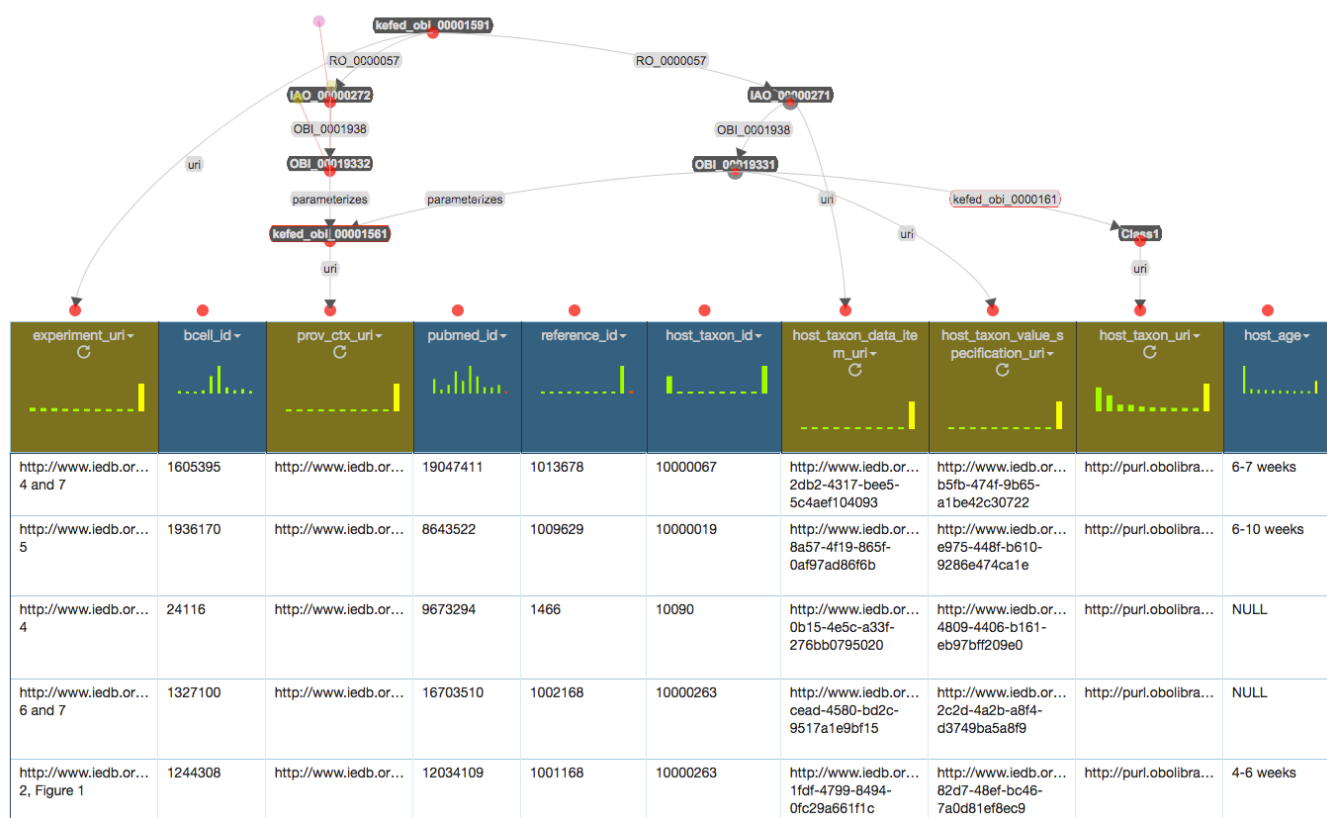 kefed_obi_00001591
RO_0000057
RO_0000057
IAO_00000272
IAO_00000271
OBI_0001938
OBI_0001938
uri
OBI_00019332
OBI_00019331
parameterizes
parameterizes
uri
kefed_obi_0000161
kefed_obi_00001561
uri
Class1
uri
uri
experiment_uri
bcell_id
prov_ctx_uri
pubmed_id
reference_id
host_taxon_id
host_taxon_data_ite
m_uri
host_taxon_value_s
pecification_uri
host_taxon_uri
host_age
http://www.iedb.or...
4 and 7
1605395
http://www.iedb.or...
19047411
1013678
10000067
http://www.iedb.or...
2db2-4317-bee5-
5c4aef104093
http://www.iedb.or...
b5fb-474f-9b65-
a1be42c30722
http://purl.obolibra...
6-7 weeks
http://www.iedb.or...
5
1936170
http://www.iedb.or...
8643522
1009629
10000019
http://www.iedb.or...
8a57-4f19-865f-
0af97ad86f6b
http://www.iedb.or...
e975-448f-b610-
9286e474ca1e
http://purl.obolibra...
6-10 weeks
http://www.iedb.or...
4
24116
http://www.iedb.or...
9673294
1466
10090
http://www.iedb.or...
0b15-4e5c-a33f-
276bb0795020
http://www.iedb.or...
4809-4406-b161-
eb97bff209e0
http://purl.obolibra...
NULL
http://www.iedb.or...
6 and 7
1327100
http://www.iedb.or...
16703510
1002168
10000263
http://www.iedb.or...
cead-4580-bd2c-
9517a1e9bf15
http://www.iedb.or...
2c2d-4a2b-a8f4-
d3749ba5a8f9
http://purl.obolibra...
NULL
http://www.iedb.or...
2, Figure 1
1244308
http://www.iedb.or...
12034109
1001168
10000263
http://www.iedb.or...
1fdf-4799-8494-
0fc29a661f1c
http://www.iedb.or...
82d7-48ef-bc46-
7a0d81ef8ec9
http://purl.obolibra...
4-6 weeks